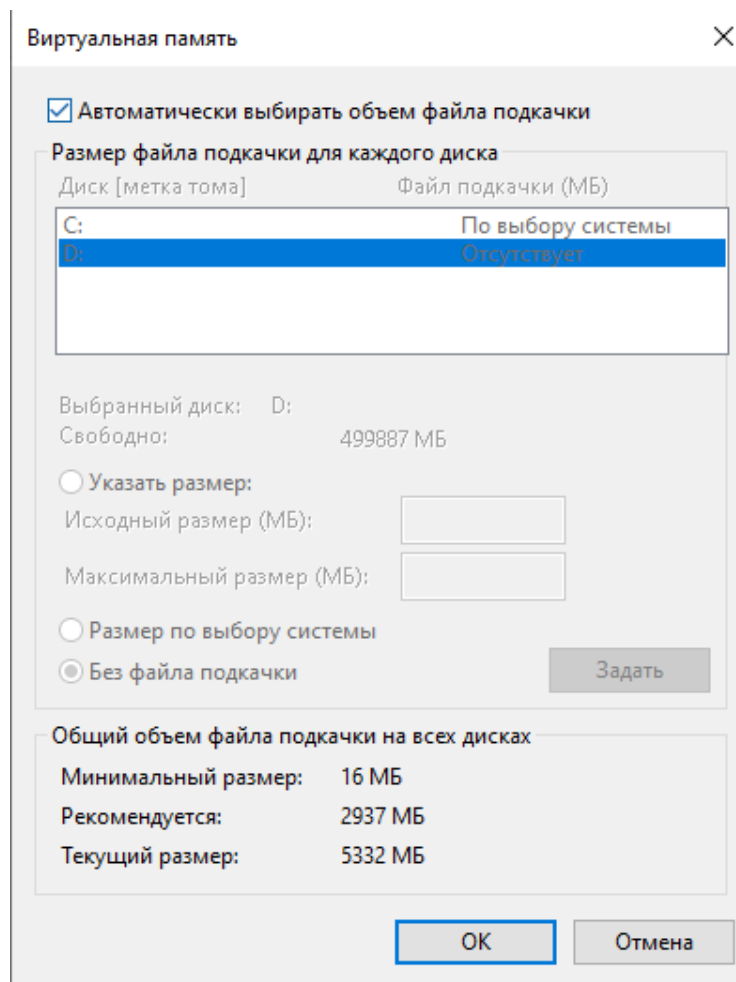 Виртуальная память
Автоматически выбирать объем файла подкачки
Размер файла подкачки для каждого диска
Диск [метка тома] Файл подкачки (МБ)
C: По выбору системы
D: Отсутствует
Выбранный диск: D:
Свободно: 499887 МБ
Указать размер:
Исходный размер (МБ):
Максимальный размер (МБ):
Размер по выбору системы
Без файла подкачки Задать
Общий объем файла подкачки на всех дисках
Минимальный размер: 16 МБ
Рекомендуется: 2937 МБ
Текущий размер: 5332 МБ
ОК Отмена